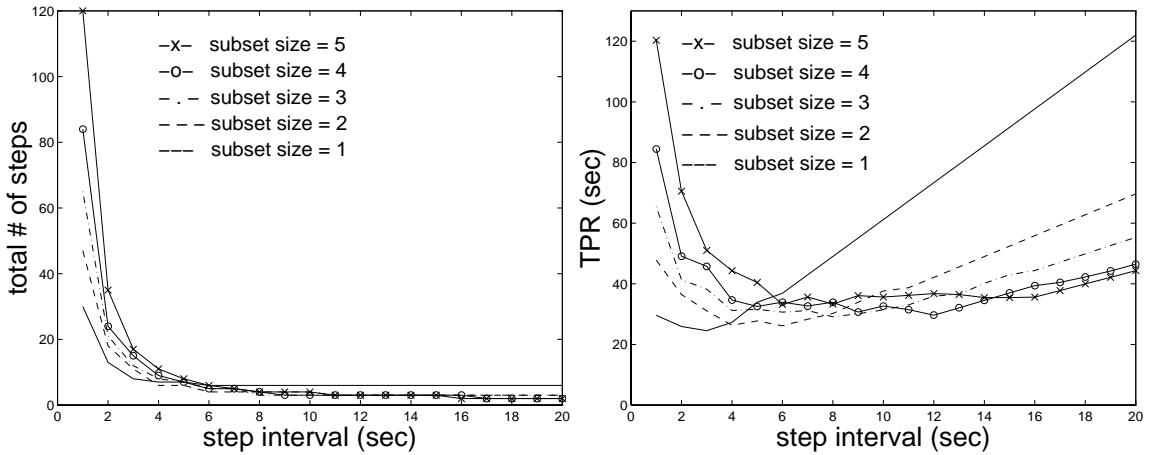 total # of steps
120
100
80
60
40
20
0
–x– subset size = 5
–o– subset size = 4
– . – subset size = 3
– – – subset size = 2
––– subset size = 1
0 2 4 6 8 10 12 14 16 18 20
step interval (sec)
TPR (sec)
120
100
80
60
40
20
0
–x– subset size = 5
–o– subset size = 4
– . – subset size = 3
– – – subset size = 2
––– subset size = 1
0 2 4 6 8 10 12 14 16 18 20
step interval (sec)